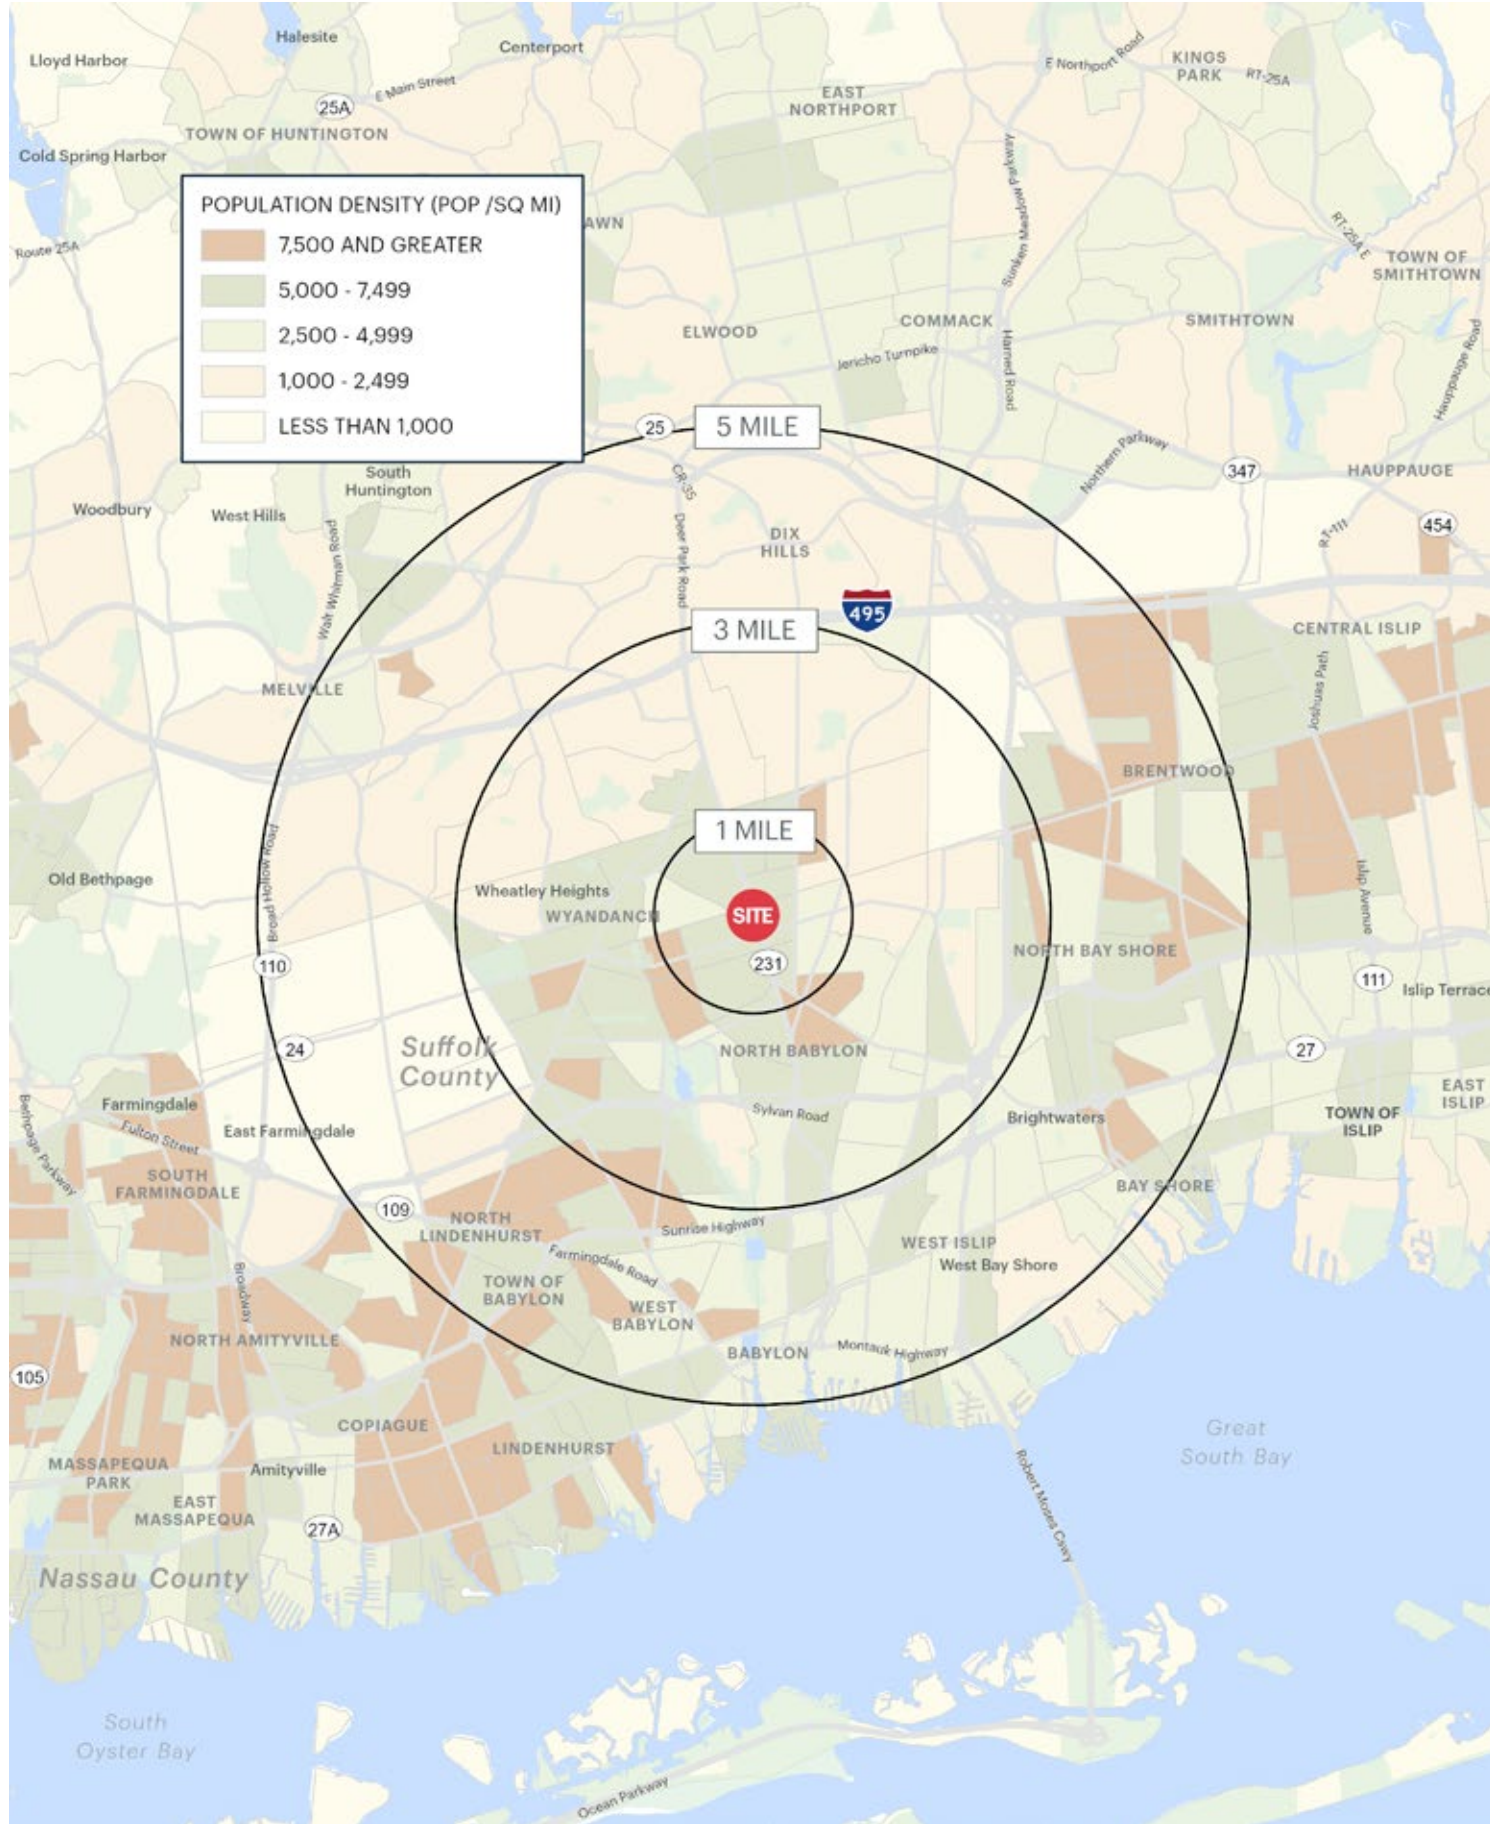 Halesite
Centerport
Lloyd Harbor
E Northport Road
KINGS
PARK
RT-25A
E Main Street
25A
EAST
NORTHPORT
TOWN OF HUNTINGTON
Cold Spring Harbor
Sunken Meadow Parkway
POPULATION DENSITY (POP /SQ MI)
7,500 AND GREATER
5,000 - 7,499
2,500 - 4,999
1,000 - 2,499
LESS THAN 1,000
AWN
Route 25A
RT-25A E
TOWN OF
SMITHTOWN
ELWOOD
COMMACK
SMITHTOWN
Jericho Turnpike
Harned Road
Hauppauge Road
25
5 MILE
South
Huntington
CR-35
Northern Parkway
347
HAUPPAUGE
Woodbury
West Hills
Walt Whitman Road
Deer Park Road
DIX
HILLS
RT-111
454
495
3 MILE
CENTRAL ISLIP
MELVILLE
Joshuas Path
BRENTWOOD
1 MILE
Old Bethpage
Broad Hollow Road
Wheatley Heights
WYANDANCH
SITE
Islip Avenue
231
NORTH BAY SHORE
110
111
Islip Terrace
24
Suffolk
County
NORTH BABYLON
27
EAST
ISLIP
Bethpage Parkway
Farmingdale
Fulton Street
East Farmingdale
Sylvan Road
Brightwaters
TOWN OF
ISLIP
SOUTH
FARMINGDALE
BAY SHORE
109
NORTH
LINDENHURST
Sunrise Highway
Farmingdale Road
WEST ISLIP
West Bay Shore
Broadway
TOWN OF
BABYLON
WEST
BABYLON
NORTH AMITYVILLE
BABYLON
Montauk Highway
105
COPIAGUE
LINDENHURST
Great
South Bay
MASSAPEQUA
PARK
Amityville
Robert Moses Cswy
EAST
MASSAPEQUA
27A
Nassau County
South
Oyster Bay
Ocean Parkway